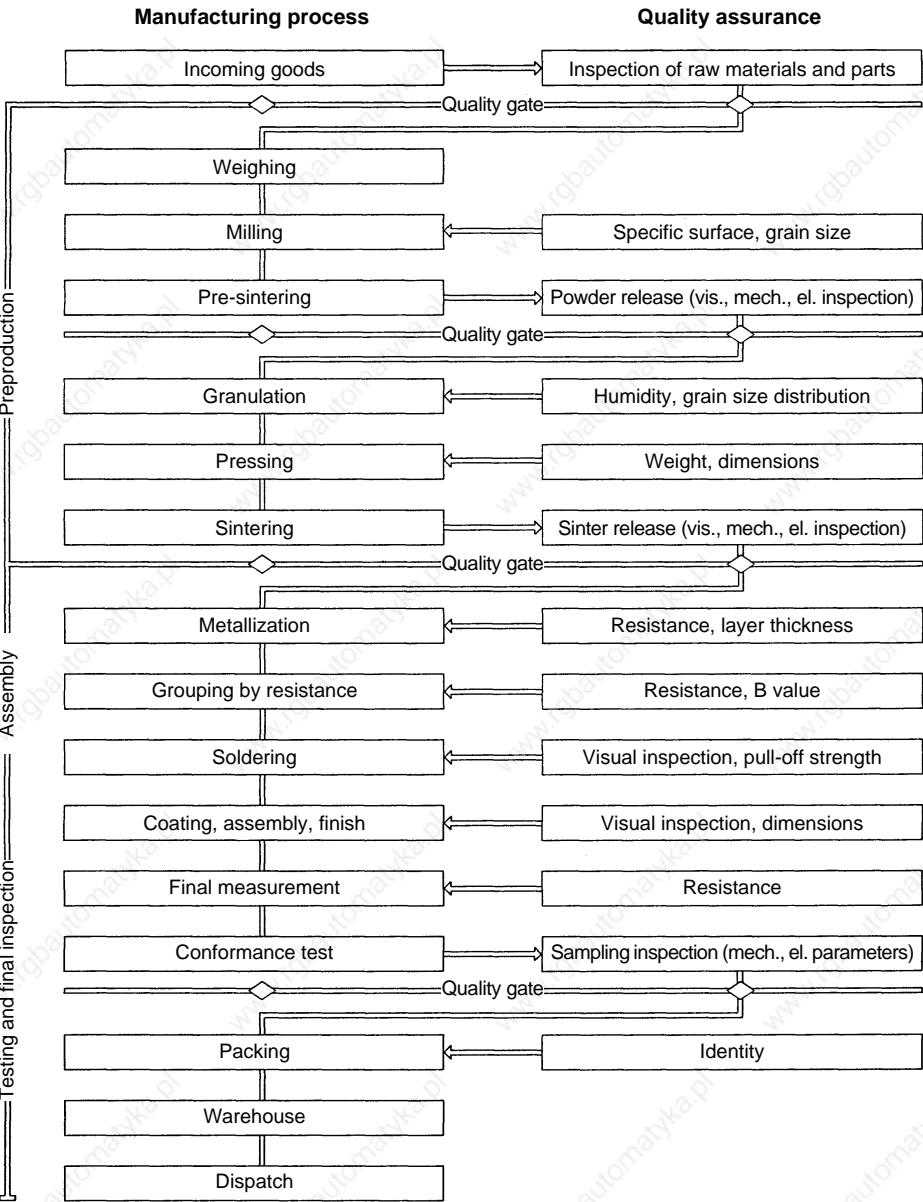 Manufacturing process Quality assurance
Incoming goods Inspection of raw materials and parts
Quality gate
Weighing
Milling Specific surface, grain size
Pre-sintering Powder release (vis., mech., el. inspection)
Quality gate
Granulation Humidity, grain size distribution
Pressing Weight, dimensions
Sintering Sinter release (vis., mech., el. inspection)
Quality gate
Metallization Resistance, layer thickness
Grouping by resistance Resistance, B value
Soldering Visual inspection, pull-off strength
Coating, assembly, finish Visual inspection, dimensions
Final measurement Resistance
Conformance test Sampling inspection (mech., el. parameters)
Quality gate
Packing Identity
Warehouse
Dispatch
Preproduction
Assembly
Testing and final inspection
www.rgbautomatyka.pl